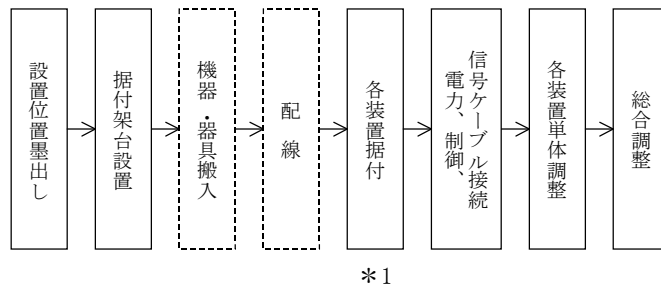 設置位置墨出し
据付架台設置
機器・器具搬入
配線
各装置据付
電力、制御、
信号ケーブル接続
各装置単体調整
総合調整
*1